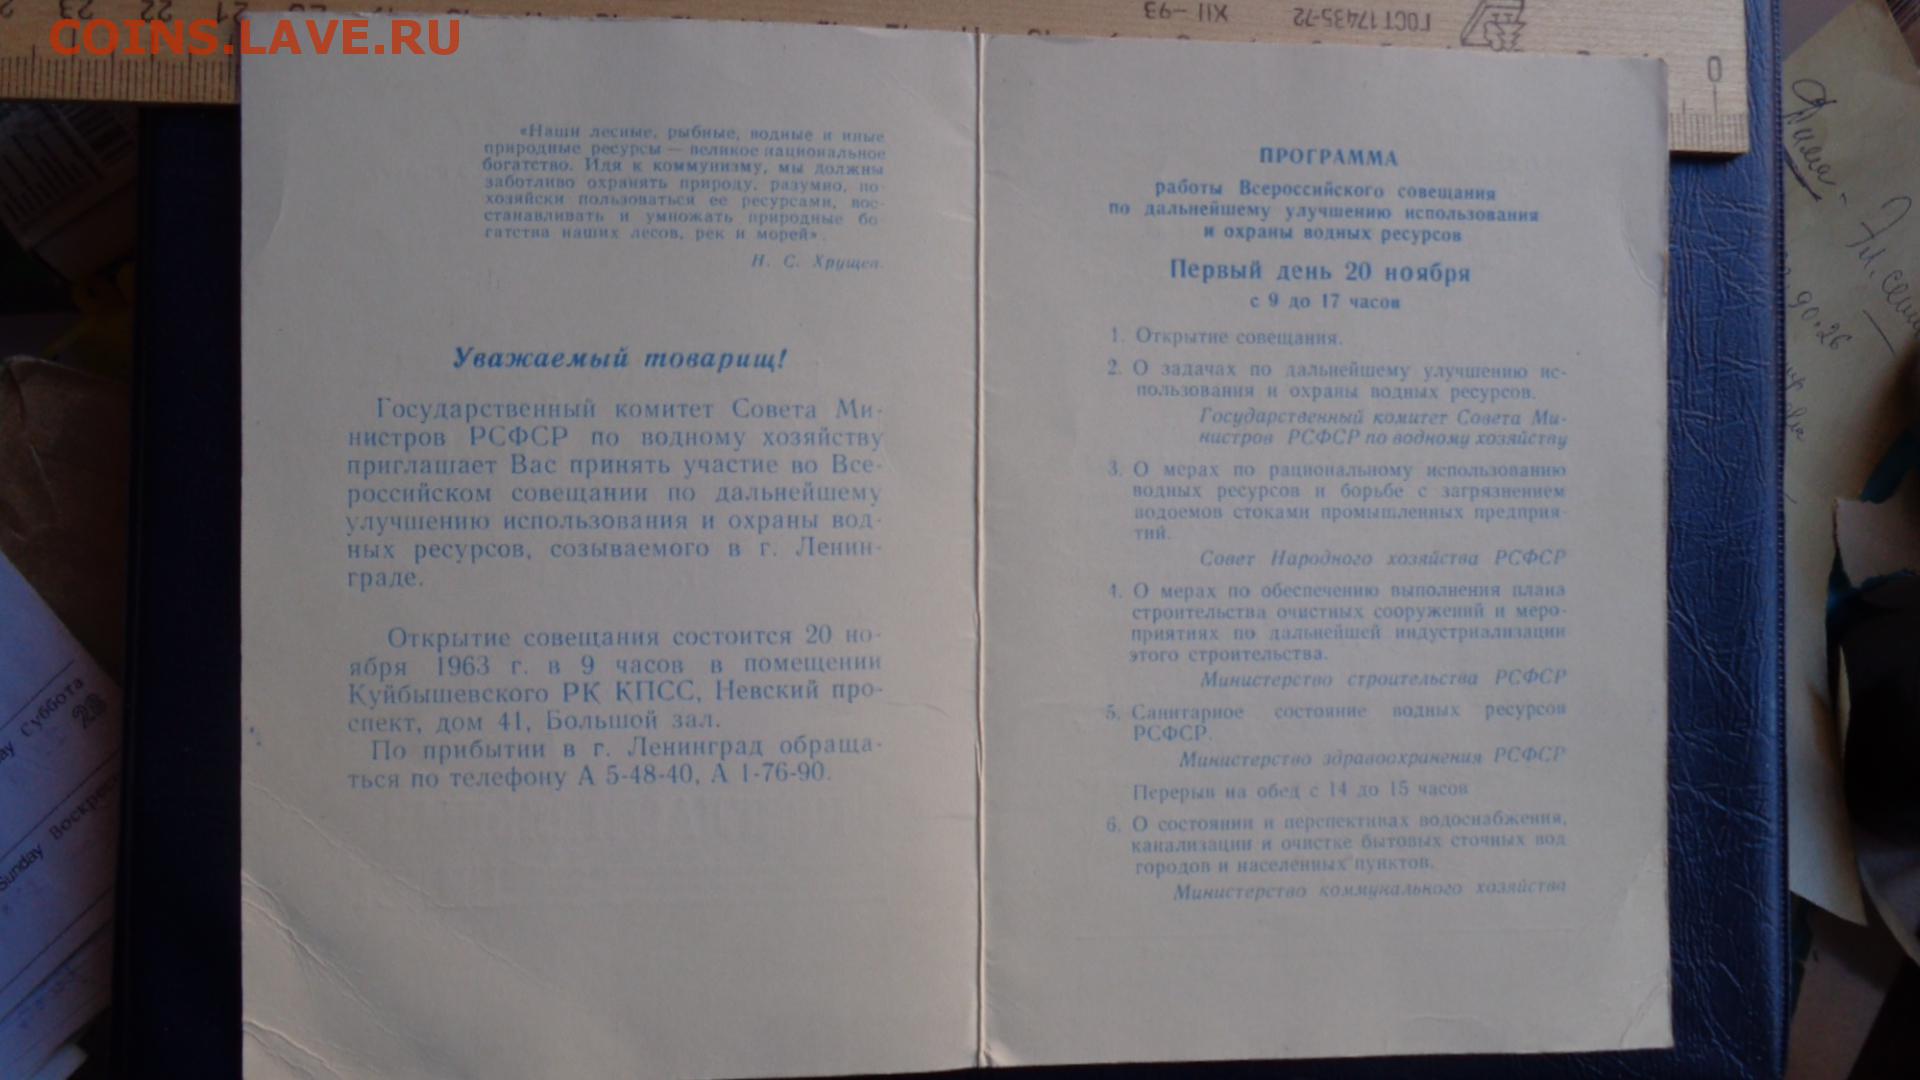 COINS.LAVE.RU
23 22 21
XII-93
ГОСТ 17435-72
0
«Наши лесные, рыбные, водные и иные
природные ресурсы — великое национальное
богатство. Идя к коммунизму, мы должны
заботливо охранять природу, разумно, по-
хозяйски пользоваться ее ресурсами, вос-
станавливать и умножать природные бо-
гатства наших лесов, рек и морей».
Н. С. Хрущев.
Уважаемый товарищ!
Государственный комитет Совета Ми-
нистров РСФСР по водному хозяйству
приглашает Вас принять участие во Все-
российском совещании по дальнейшему
улучшению использования и охраны вод-
ных ресурсов, созываемого в г. Ленин-
граде.
Открытие совещания состоится 20 но-
ября 1963 г. в 9 часов в помещении
Куйбышевского РК КПСС, Невский про-
спект, дом 41, Большой зал.
По прибытии в г. Ленинград обраща-
ться по телефону А 5-48-40, А 1-76-90.
ПРОГРАММА
работы Всероссийского совещания
по дальнейшему улучшению использования
и охраны водных ресурсов
Первый день 20 ноября
с 9 до 17 часов
1. Открытие совещания.
2. О задачах по дальнейшему улучшению ис-
пользования и охраны водных ресурсов.
Государственный комитет Совета Ми-
нистров РСФСР по водному хозяйству
3. О мерах по рациональному использованию
водных ресурсов и борьбе с загрязнением
водоемов стоками промышленных предприя-
тий.
Совет Народного хозяйства РСФСР
4. О мерах по обеспечению выполнения плана
строительства очистных сооружений и меро-
приятиях по дальнейшей индустриализации
этого строительства.
Министерство строительства РСФСР
5. Санитарное состояние водных ресурсов
РСФСР.
Министерство здравоохранения РСФСР
Перерыв на обед с 14 до 15 часов
6. О состоянии и перспективах водоснабжения,
канализации и очистке бытовых сточных вод
городов и населенных пунктов.
Министерство коммунального хозяйства
Суббота
23
Sunday
Дима -
90.26